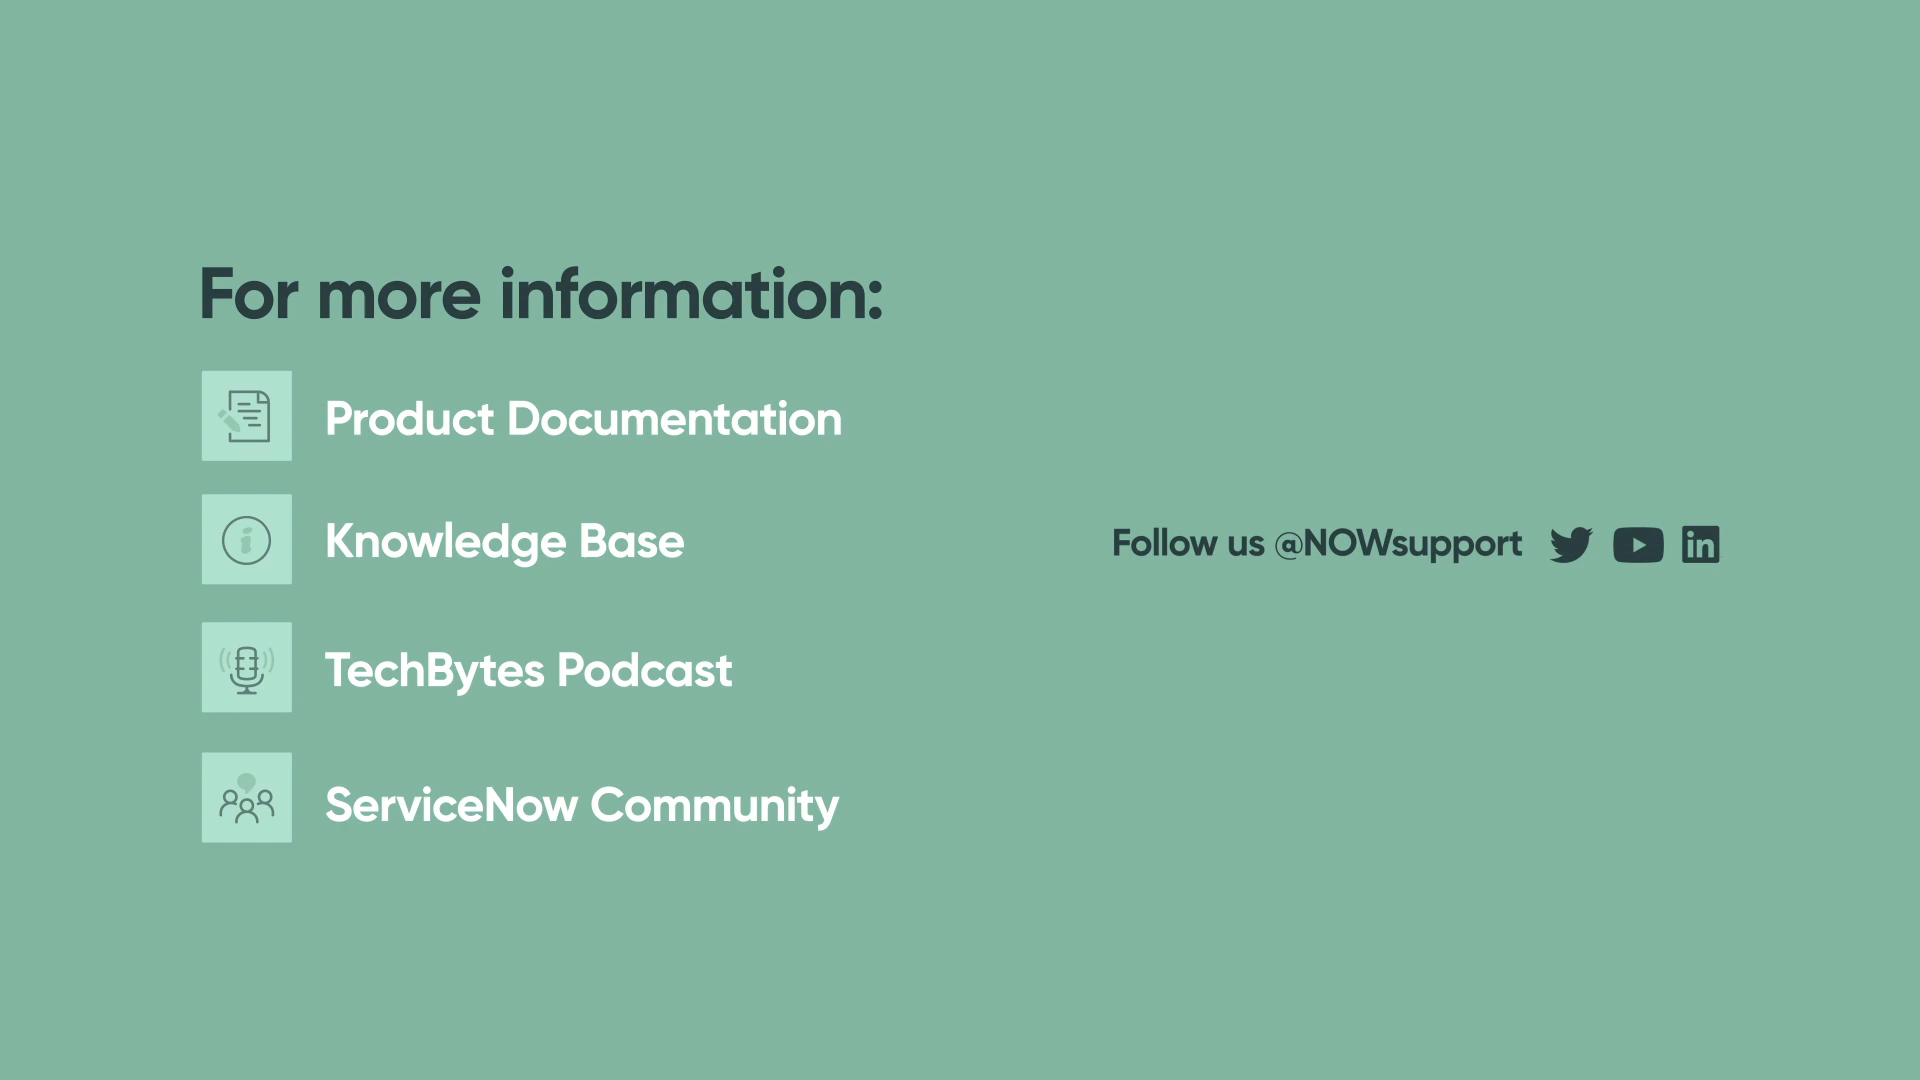 For more information:
Product Documentation
Knowledge Base
TechBytes Podcast
ServiceNow Community
Follow us @NOWsupport